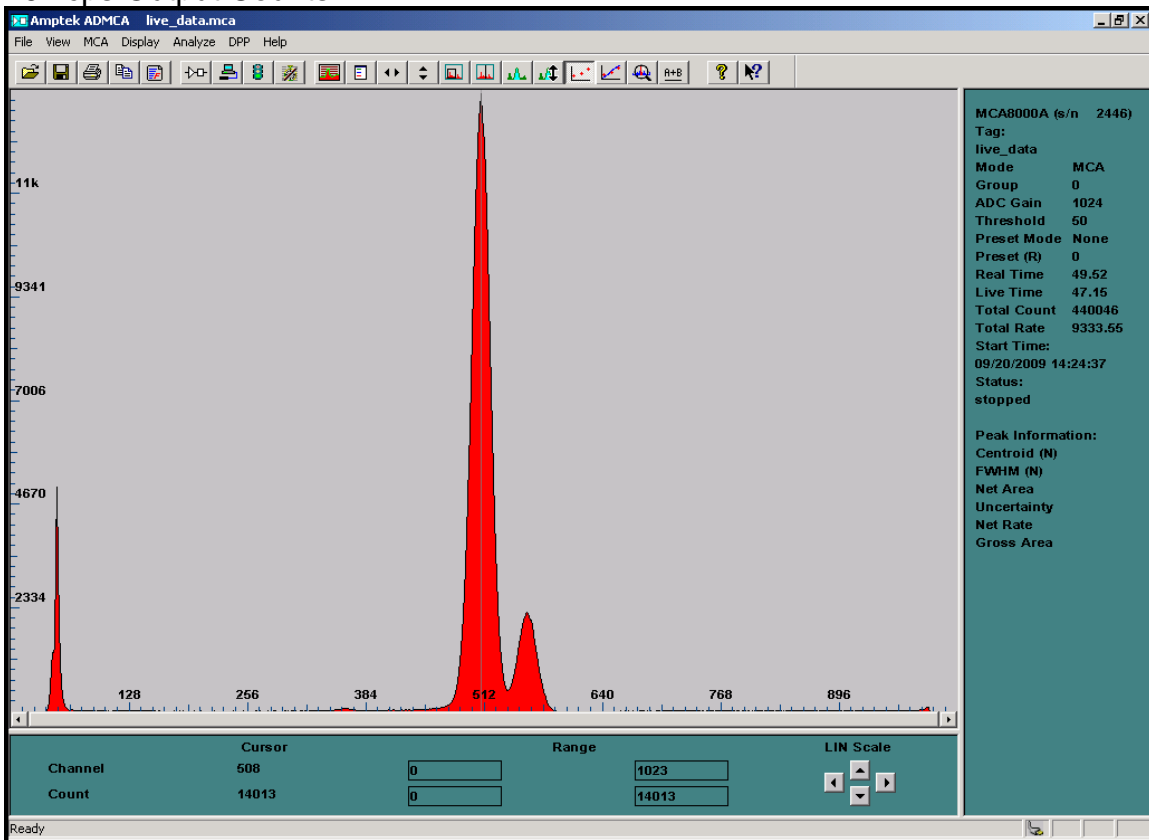 Amptek ADMCA    live_data.mca
File View MCA Display Analyze DPP Help
A+B
11k
9341
7006
4670
2334
128 256 384 512 640 768 896
MCA8000A (s/n 2446)
Tag:
live_data
Mode MCA
Group 0
ADC Gain 1024
Threshold 50
Preset Mode None
Preset (R) 0
Real Time 49.52
Live Time 47.15
Total Count 440046
Total Rate 9333.55
Start Time:
09/20/2009 14:24:37
Status:
stopped
Peak Information:
Centroid (N)
FWHM (N)
Net Area
Uncertainty
Net Rate
Gross Area
Cursor Range LIN Scale
Channel 508 0 1023
Count 14013 0 14013
Ready